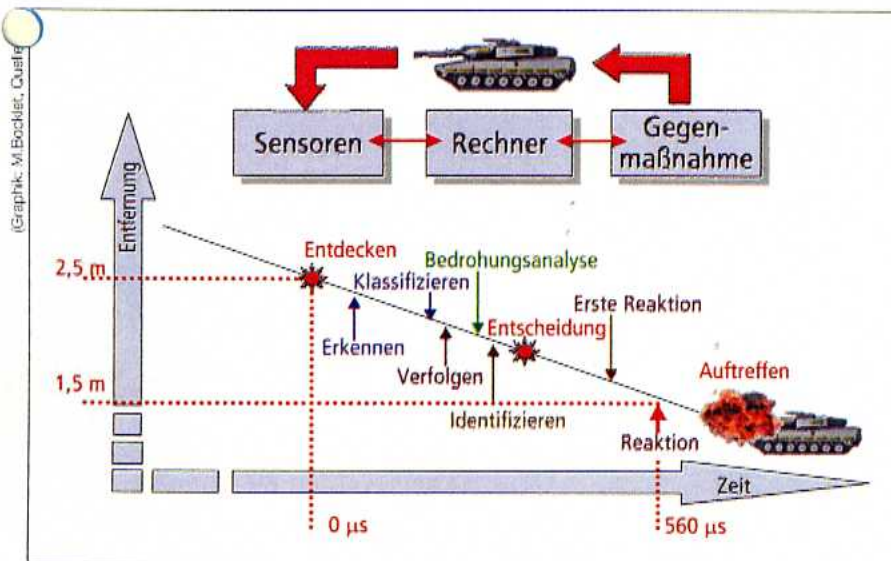 (Graphik: M.Bocklet, Quelle
Sensoren
Rechner
Gegen-
maßnahme
Entfernung
2,5 m
1,5 m
Entdecken
Klassifizieren
Bedrohungsanalyse
Erkennen
Verfolgen
Entscheidung
Identifizieren
Erste Reaktion
Auftreffen
Reaktion
Zeit
0 µs
560 µs